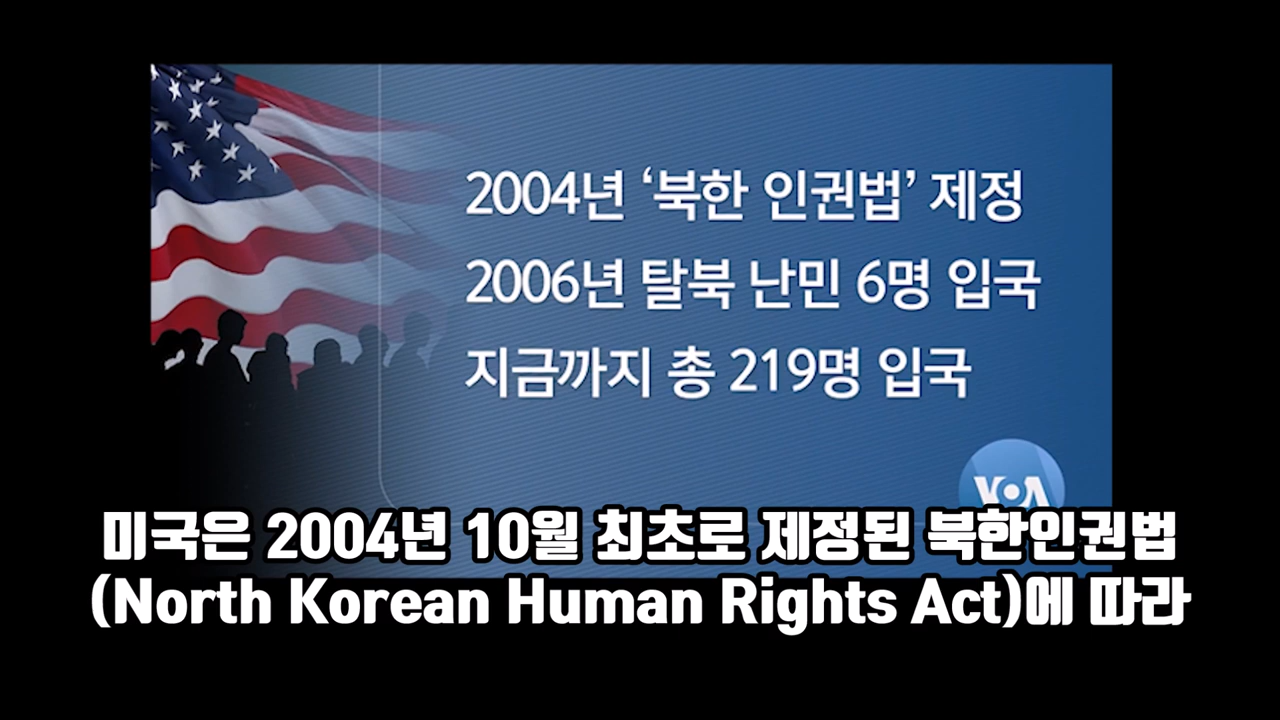 2004년 ‘북한 인권법’ 제정
2006년 탈북 난민 6명 입국
지금까지 총 219명 입국
VOA
미국은 2004년 10월 최초로 제정된 북한인권법
(North Korean Human Rights Act)에 따라